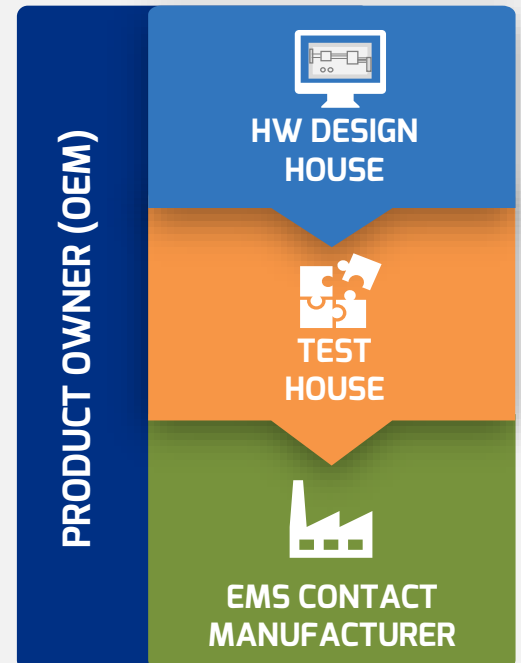 PRODUCT OWNER (OEM)
HW DESIGN
HOUSE
TEST
HOUSE
EMS CONTACT
MANUFACTURER